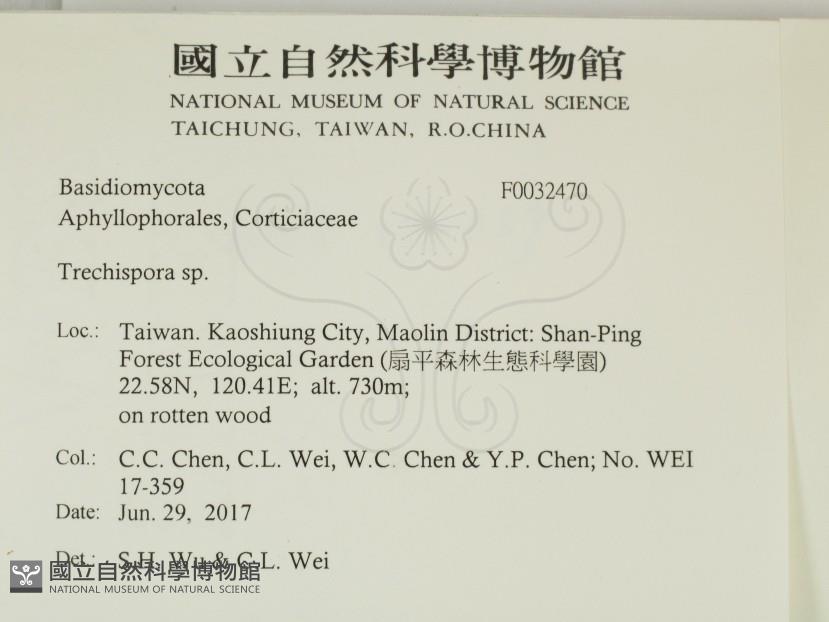 國立自然科學博物館
NATIONAL MUSEUM OF NATURAL SCIENCE
TAICHUNG, TAIWAN, R.O.CHINA
Basidiomycota F0032470
Aphyllophorales, Corticiaceae
Trechispora sp.
Loc.: Taiwan. Kaoshiung City, Maolin District: Shan-Ping
Forest Ecological Garden (扇平森林生態科學園)
22.58N, 120.41E; alt. 730m;
on rotten wood
Col.: C.C. Chen, C.L. Wei, W.C. Chen & Y.P. Chen; No. WEI
17-359
Date: Jun. 29, 2017
Det.: S.H. Wu & C.L. Wei
國立自然科學博物館
NATIONAL MUSEUM OF NATURAL SCIENCE